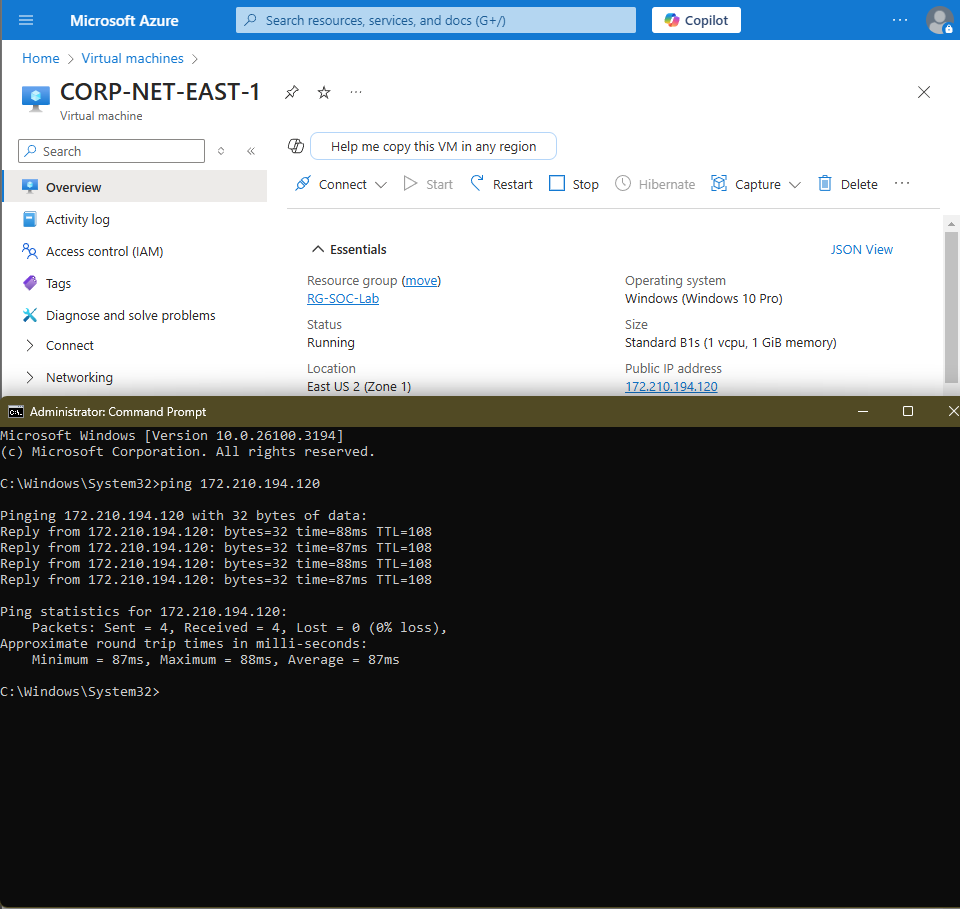 Microsoft Azure
Search resources, services, and docs (G+/)
Copilot
Home > Virtual machines >
CORP-NET-EAST-1
Virtual machine
Search
Help me copy this VM in any region
Connect Start Restart Stop Hibernate Capture Delete
Overview
Activity log
Access control (IAM)
Tags
Diagnose and solve problems
Connect
Networking
Essentials
JSON View
Resource group (move)
RG-SOC-Lab
Status
Running
Location
East US 2 (Zone 1)
Operating system
Windows (Windows 10 Pro)
Size
Standard B1s (1 vcpu, 1 GiB memory)
Public IP address
172.210.194.120
Administrator: Command Prompt
Microsoft Windows [Version 10.0.26100.3194]
(c) Microsoft Corporation. All rights reserved.
C:\Windows\System32>ping 172.210.194.120
Pinging 172.210.194.120 with 32 bytes of data:
Reply from 172.210.194.120: bytes=32 time=88ms TTL=108
Reply from 172.210.194.120: bytes=32 time=87ms TTL=108
Reply from 172.210.194.120: bytes=32 time=88ms TTL=108
Reply from 172.210.194.120: bytes=32 time=87ms TTL=108
Ping statistics for 172.210.194.120:
    Packets: Sent = 4, Received = 4, Lost = 0 (0% loss),
Approximate round trip times in milli-seconds:
    Minimum = 87ms, Maximum = 88ms, Average = 87ms
C:\Windows\System32>